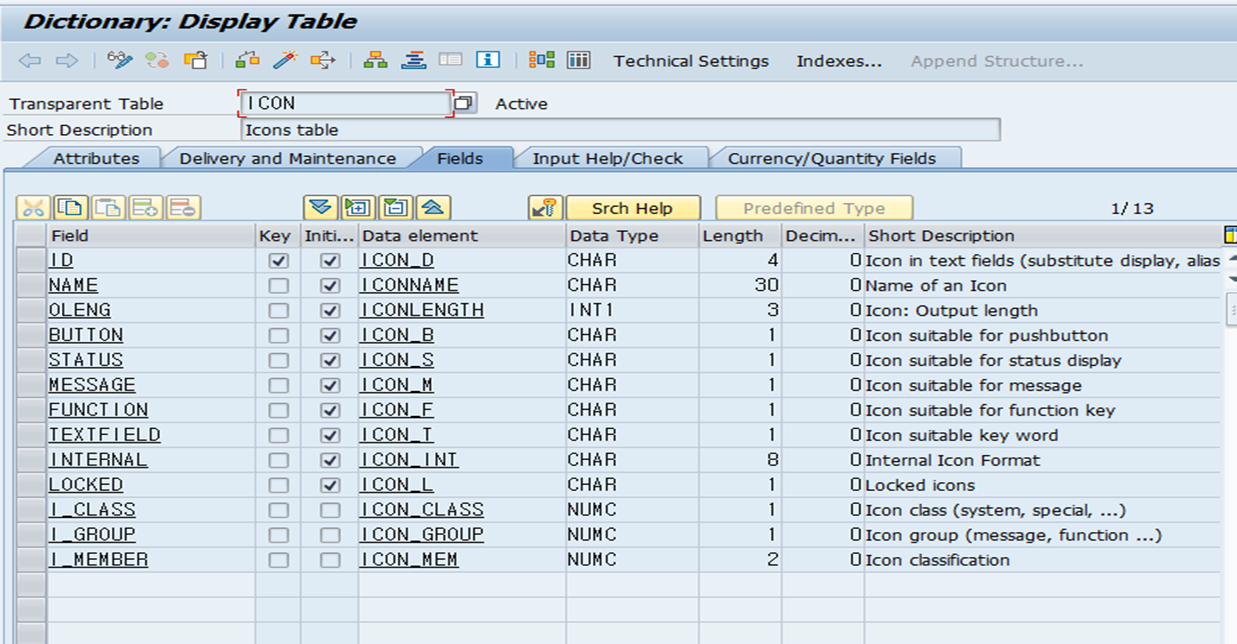 Dictionary: Display Table
Technical Settings Indexes... Append Structure...
Transparent Table ICON Active
Short Description Icons table
Attributes Delivery and Maintenance Fields Input Help/Check Currency/Quantity Fields
Srch Help Predefined Type 1/ 13
Field Key Initi... Data element Data Type Length Decim... Short Description
ID ICON_D CHAR 4 0 Icon in text fields (substitute display, alias
NAME ICONNAME CHAR 30 0 Name of an Icon
OLENG ICONLENGTH INT1 3 0 Icon: Output length
BUTTON ICON_B CHAR 1 0 Icon suitable for pushbutton
STATUS ICON_S CHAR 1 0 Icon suitable for status display
MESSAGE ICON_M CHAR 1 0 Icon suitable for message
FUNCTION ICON_F CHAR 1 0 Icon suitable for function key
TEXTFIELD ICON_T CHAR 1 0 Icon suitable key word
INTERNAL ICON_INT CHAR 8 0 Internal Icon Format
LOCKED ICON_L CHAR 1 0 Locked icons
I_CLASS ICON_CLASS NUMC 1 0 Icon class (system, special, ...)
I_GROUP ICON_GROUP NUMC 1 0 Icon group (message, function ...)
I_MEMBER ICON_MEM NUMC 2 0 Icon classification